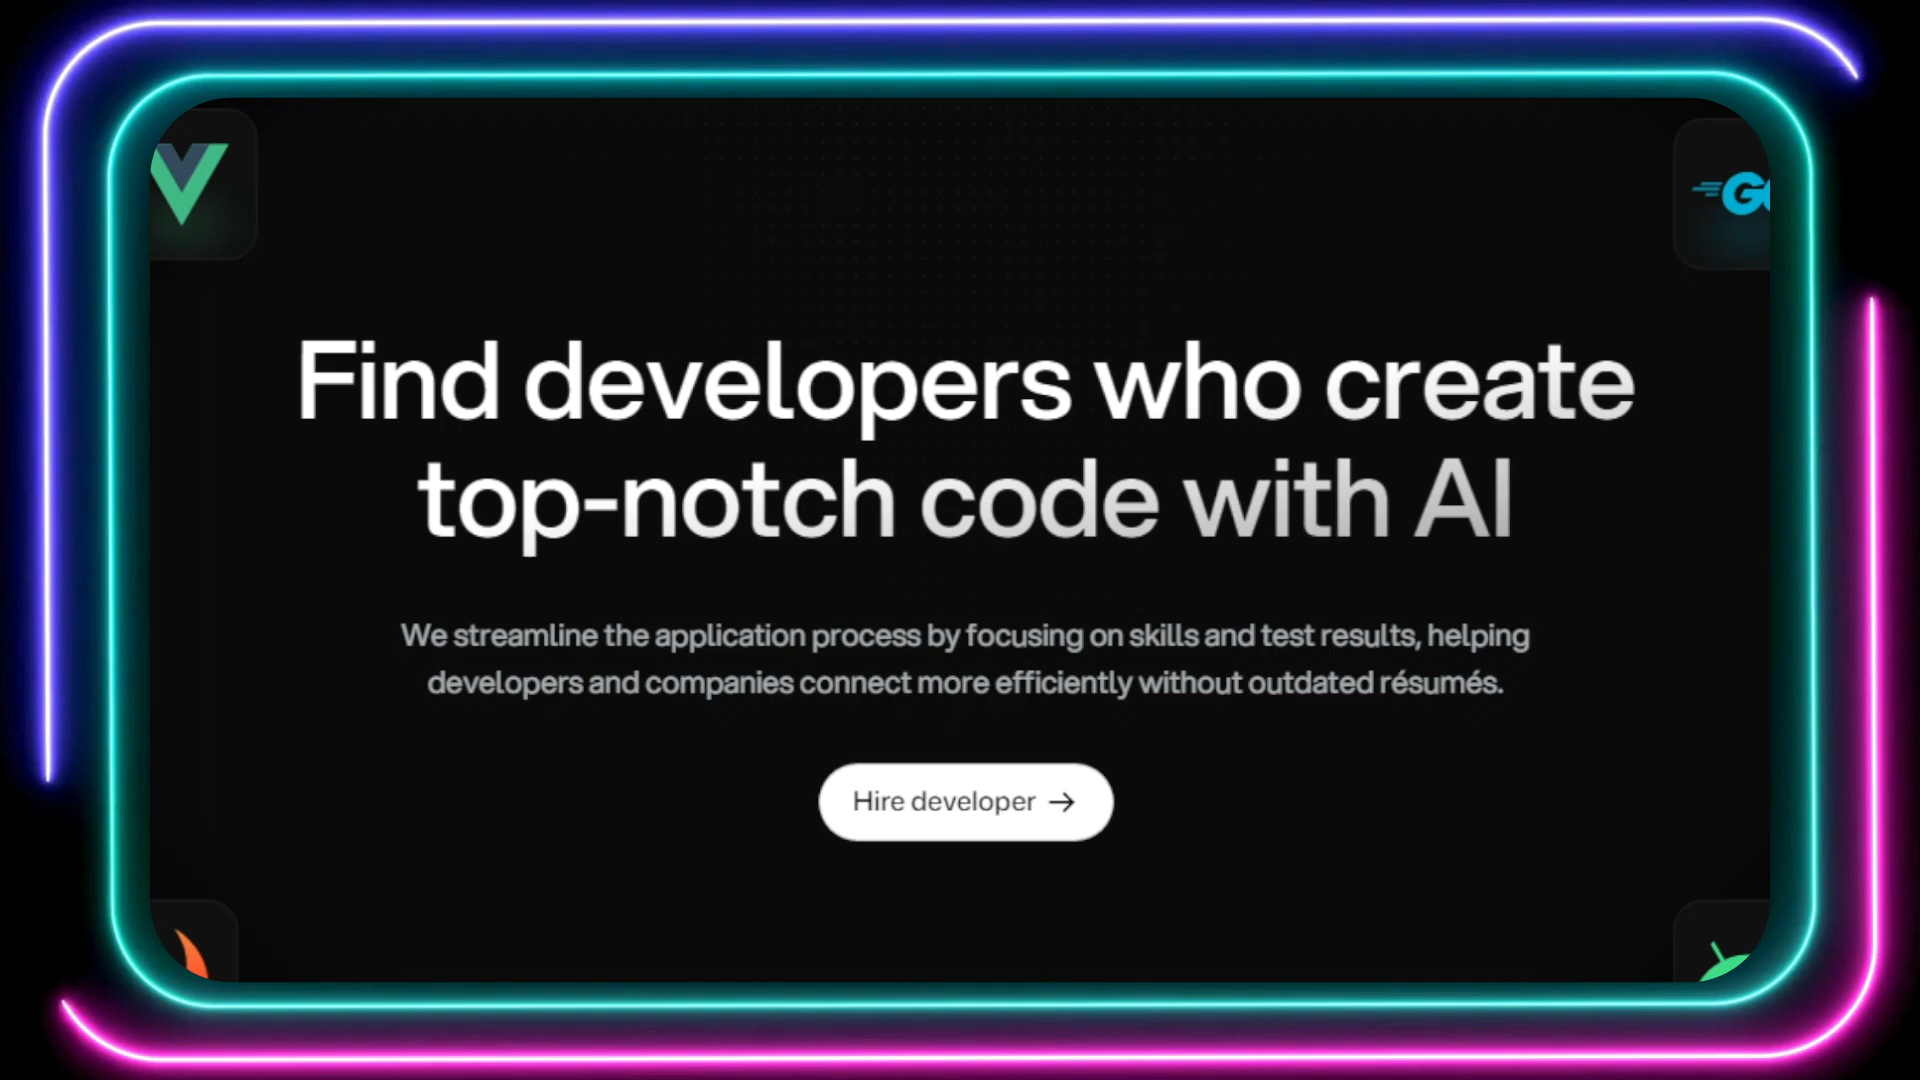 Find developers who create
top-notch code with AI
We streamline the application process by focusing on skills and test results, helping
developers and companies connect more efficiently without outdated résumés.
Hire developer →